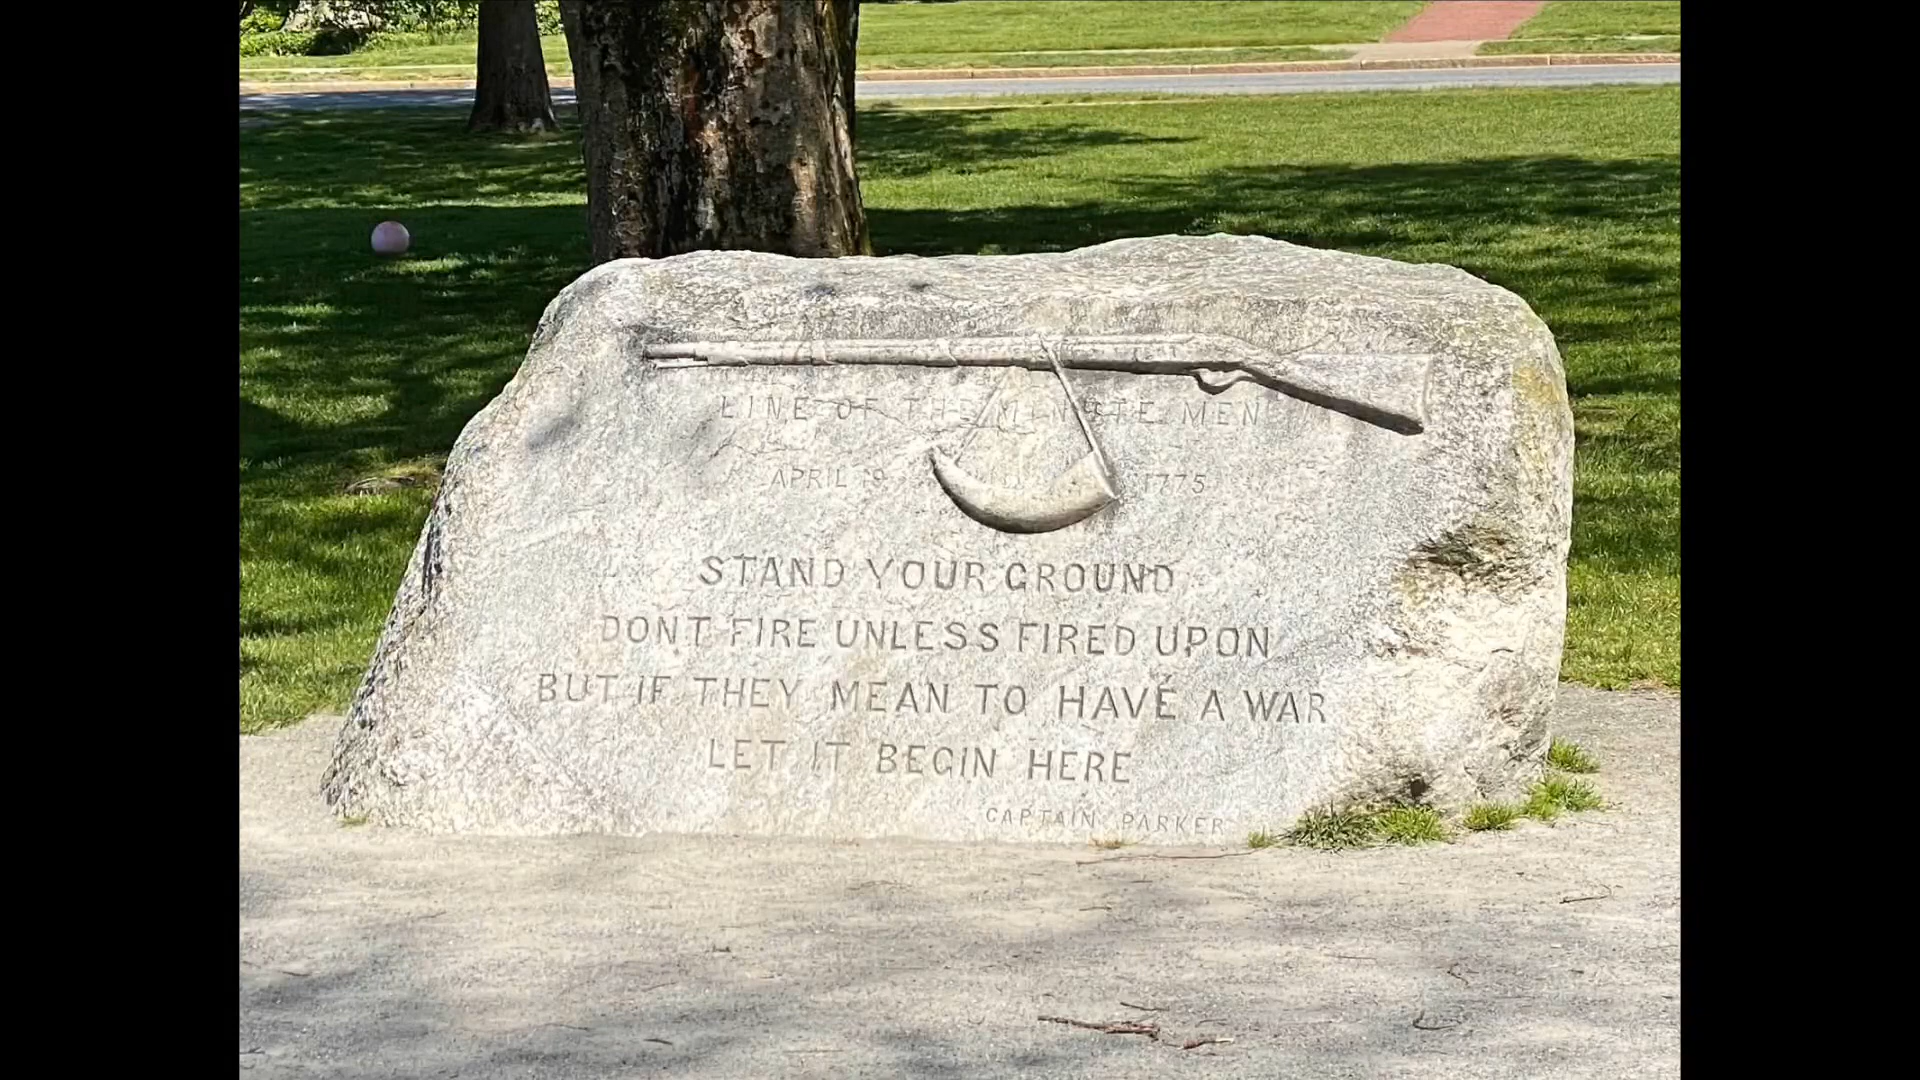 LINE OF THE MINUTE MEN
APRIL 19 1775
STAND YOUR GROUND
DONT FIRE UNLESS FIRED UPON
BUT IF THEY MEAN TO HAVE A WAR
LET IT BEGIN HERE
CAPTAIN PARKER